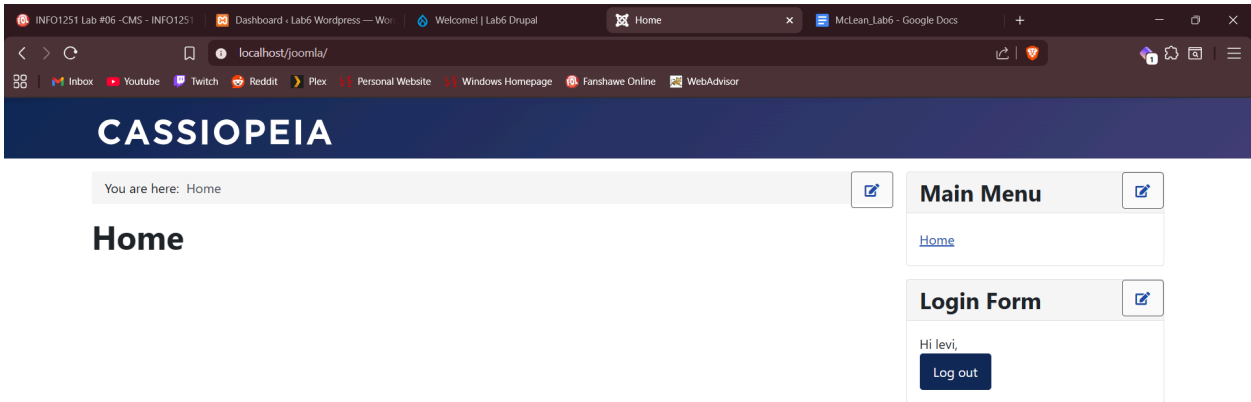 INFO1251 Lab #06 -CMS - INFO1251
Dashboard ‹ Lab6 Wordpress — Wor
Welcome! | Lab6 Drupal
Home
McLean_Lab6 - Google Docs
localhost/joomla/
1
Inbox
Youtube
Twitch
Reddit
Plex
Personal Website
Windows Homepage
Fanshawe Online
WebAdvisor
CASSIOPEIA
You are here: Home
Home
Main Menu
Home
Login Form
Hi levi,
Log out